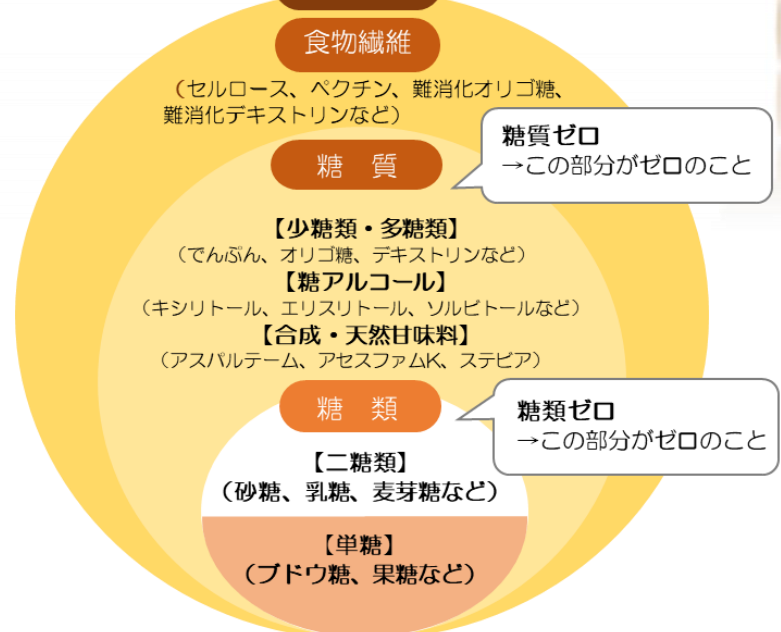 食物繊維
（セルロース、ペクチン、難消化オリゴ糖、
難消化デキストリンなど）
糖質ゼロ
→この部分がゼロのこと
糖 質
【少糖類・多糖類】
（でんぷん、オリゴ糖、デキストリンなど）
【糖アルコール】
（キシリトール、エリスリトール、ソルビトールなど）
【合成・天然甘味料】
（アスパルテーム、アセスファムK、ステビア）
糖 類
糖類ゼロ
→この部分がゼロのこと
【二糖類】
（砂糖、乳糖、麦芽糖など）
【単糖】
（ブドウ糖、果糖など）